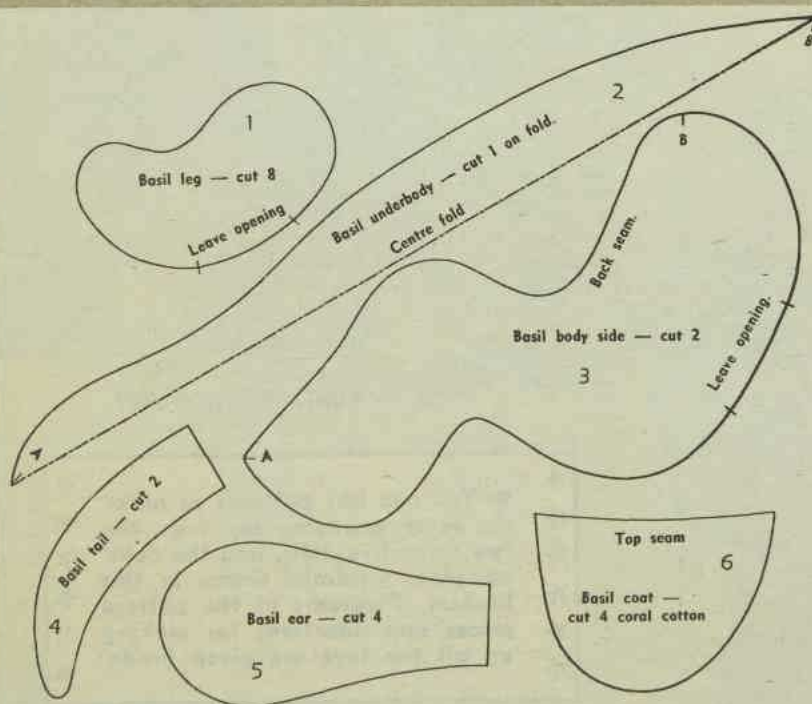 1
Basil leg — cut 8
Leave opening
2
Basil underbody — cut 1 on fold.
Centre fold
A
B
B
Back seam.
Basil body side — cut 2
3
Leave opening.
A
Basil tail — cut 2
4
Basil ear — cut 4
5
Top seam
6
Basil coat —
cut 4 coral cotton